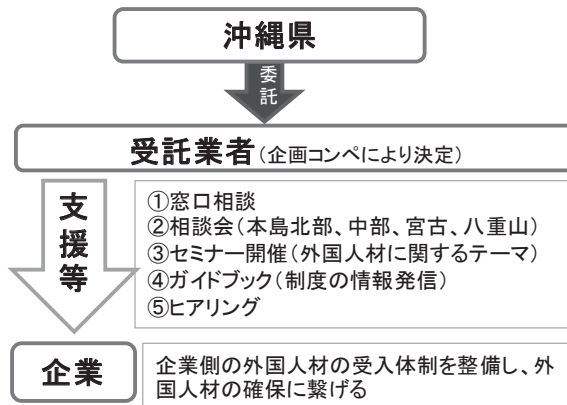 沖縄県
委託
受託業者(企画コンペにより決定)
支援等
①窓口相談
②相談会(本島北部、中部、宮古、八重山)
③セミナー開催(外国人材に関するテーマ)
④ガイドブック(制度の情報発信)
⑤ヒアリング
企業
企業側の外国人材の受入体制を整備し、外
国人材の確保に繋げる